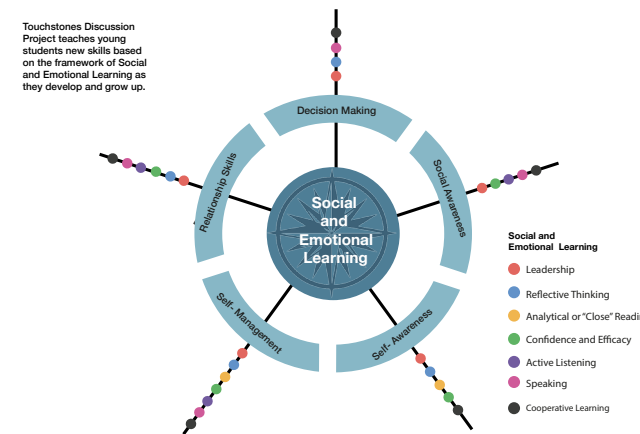 Touchstones Discussion
Project teaches young
students new skills based
on the framework of Social
and Emotional Learning as
they develop and grow up.
Decision Making
Relationship Skills
Social Awareness
Social
and
Emotional
Learning
Self- Management
Self- Awareness
Social and
Emotional Learning
Leadership
Reflective Thinking
Analytical or “Close” Readi
Confidence and Efficacy
Active Listening
Speaking
Cooperative Learning